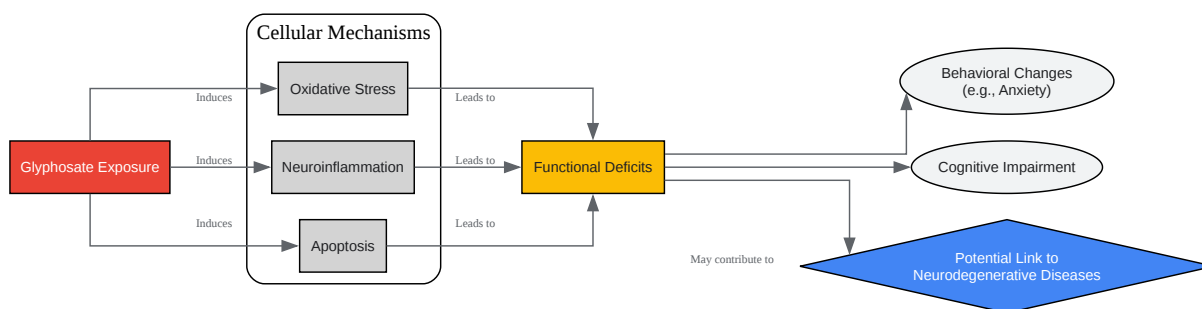 Cellular Mechanisms
Behavioral Changes
(e.g., Anxiety)
Oxidative Stress
Induces
Leads to
Glyphosate Exposure
Induces
Neuroinflammation
Leads to
Functional Deficits
Cognitive Impairment
Induces
Leads to
Apoptosis
May contribute to
Potential Link to
Neurodegenerative Diseases